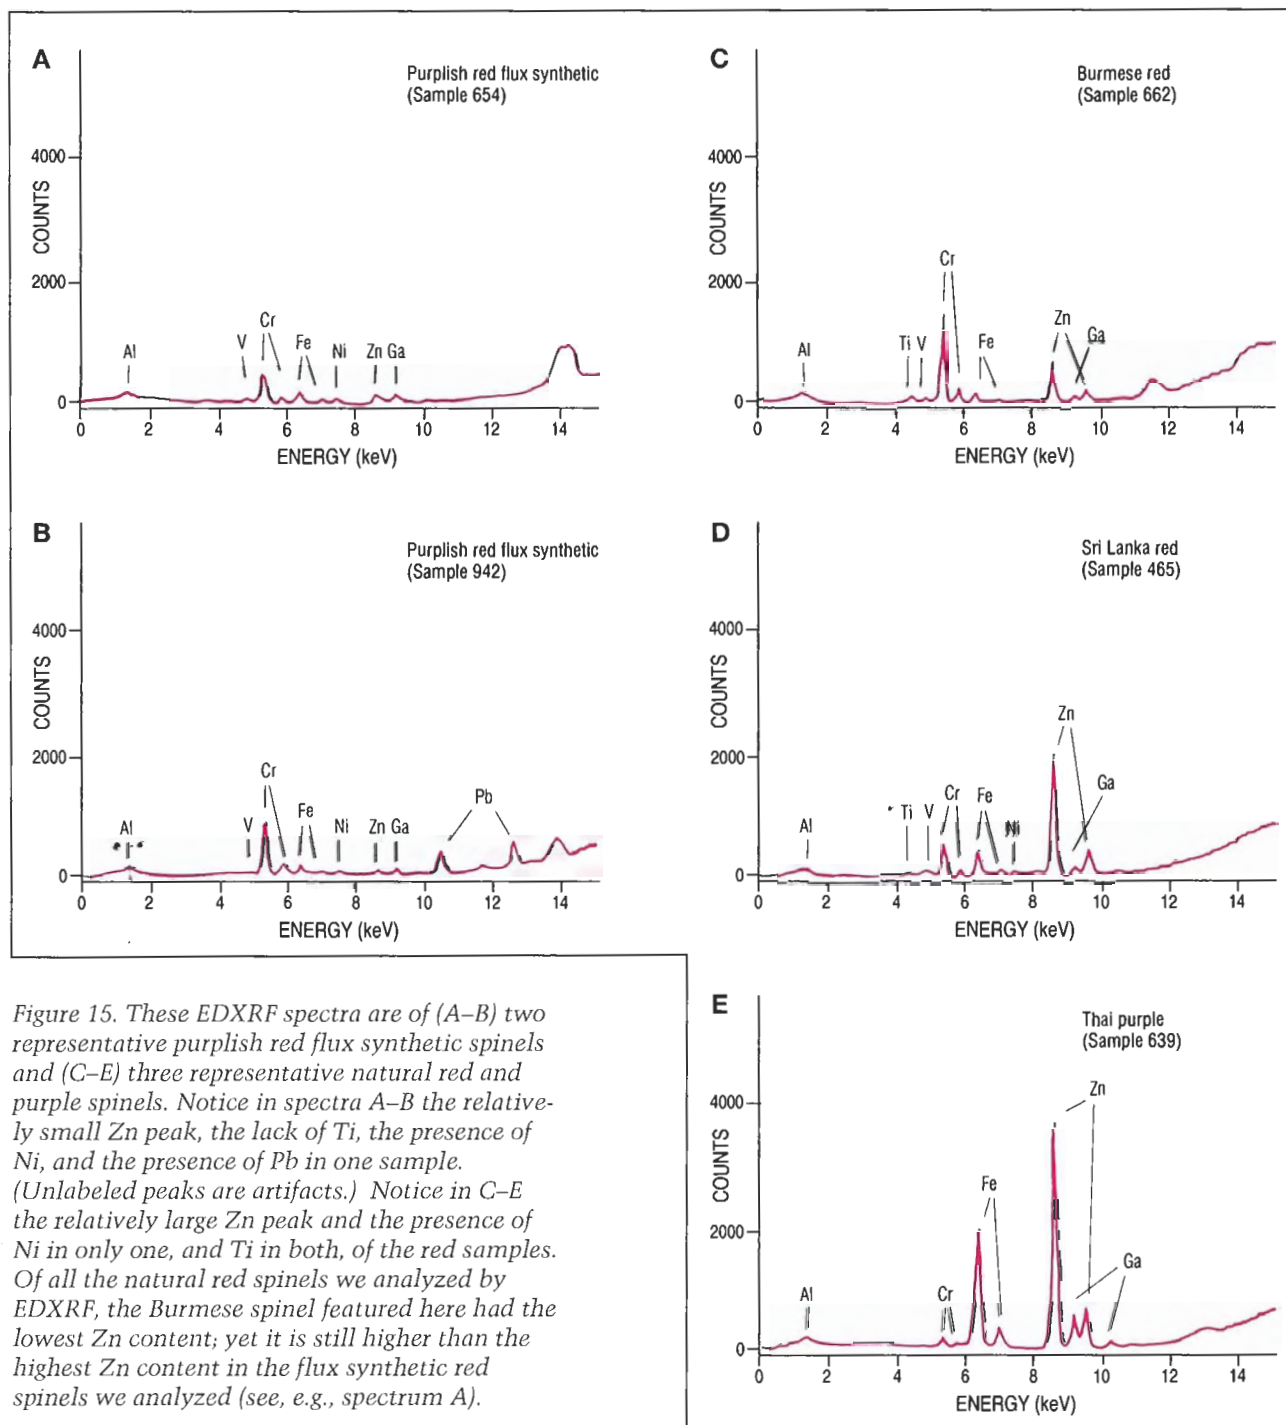 A
Purplish red flux synthetic
(Sample 654)
4000
2000
0
COUNTS
Al
V
Cr
Fe
Ni
Zn
Ga
0 2 4 6 8 10 12 14
ENERGY (keV)
B
Purplish red flux synthetic
(Sample 942)
4000
2000
0
COUNTS
Al
V
Cr
Fe
Ni
Zn
Ga
Pb
0 2 4 6 8 10 12 14
ENERGY (keV)
C
Burmese red
(Sample 662)
4000
2000
0
COUNTS
Al
Ti
V
Cr
Fe
Zn
Ga
0 2 4 6 8 10 12 14
ENERGY (keV)
D
Sri Lanka red
(Sample 465)
4000
2000
0
COUNTS
Al
Ti
V
Cr
Fe
Ni
Zn
Ga
0 2 4 6 8 10 12 14
ENERGY (keV)
E
Thai purple
(Sample 639)
4000
2000
0
COUNTS
Al
Cr
Fe
Zn
Ga
0 2 4 6 8 10 12 14
ENERGY (keV)
Figure 15. These EDXRF spectra are of (A–B) two
representative purplish red flux synthetic spinels
and (C–E) three representative natural red and
purple spinels. Notice in spectra A–B the relative-
ly small Zn peak, the lack of Ti, the presence of
Ni, and the presence of Pb in one sample.
(Unlabeled peaks are artifacts.) Notice in C–E
the relatively large Zn peak and the presence of
Ni in only one, and Ti in both, of the red samples.
Of all the natural red spinels we analyzed by
EDXRF, the Burmese spinel featured here had the
lowest Zn content; yet it is still higher than the
highest Zn content in the flux synthetic red
spinels we analyzed (see, e.g., spectrum A).